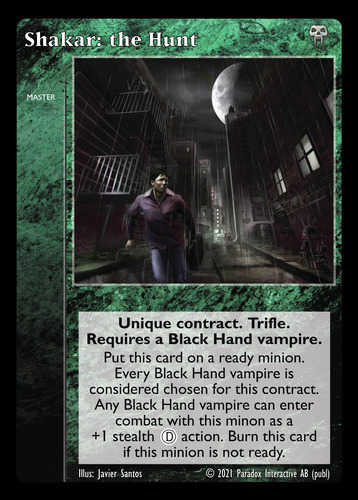 Shakar: the Hunt
MASTER
Unique contract. Trifle.
Requires a Black Hand vampire.
Put this card on a ready minion.
Every Black Hand vampire is
considered chosen for this contract.
Any Black Hand vampire can enter
combat with this minon as a
+1 stealth Ⓓ action. Burn this card
if this minion is not ready.
Illus: Javier Santos
© 2021 Paradox Interactive AB (publ)